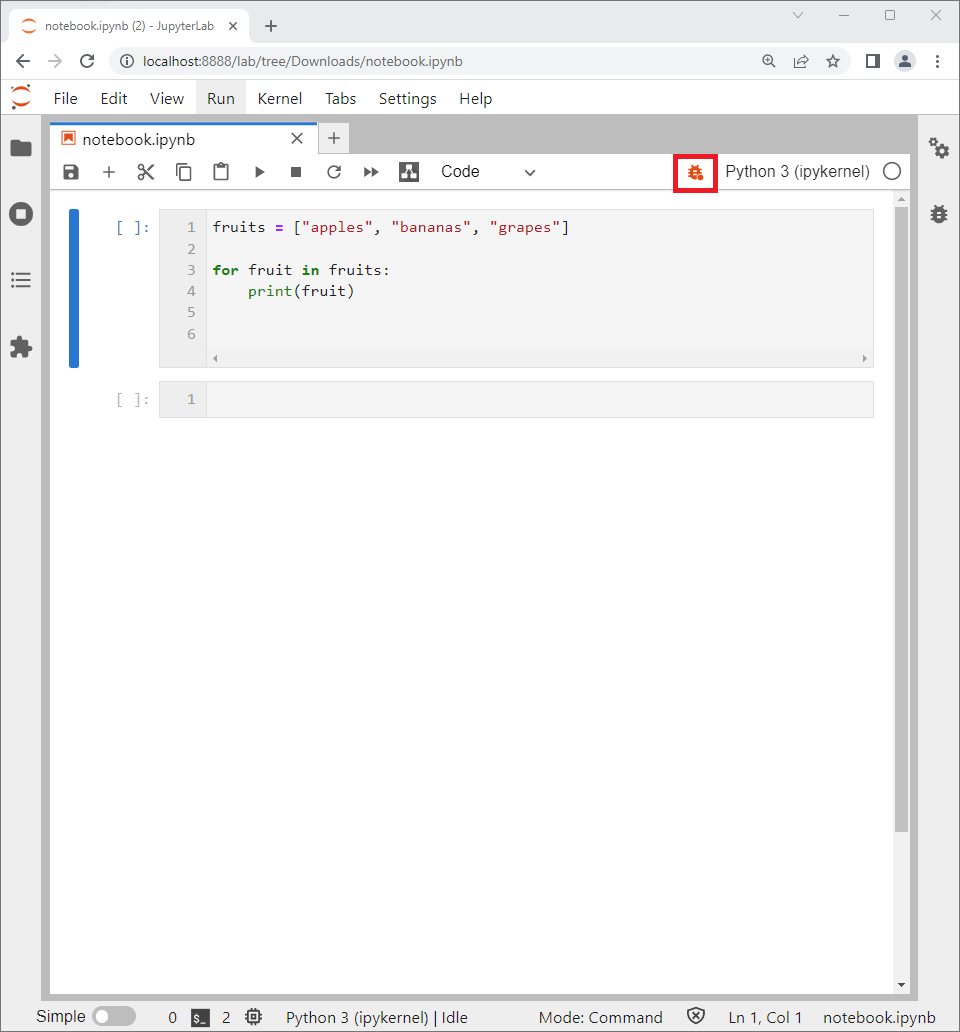 notebook.ipynb (2) - JupyterLab
localhost:8888/lab/tree/Downloads/notebook.ipynb
File Edit View Run Kernel Tabs Settings Help
notebook.ipynb
Code Python 3 (ipykernel)
[ ]: 1 fruits = ["apples", "bananas", "grapes"]
2
3 for fruit in fruits:
4     print(fruit)
5
6
[ ]: 1
Simple 0 $_ 2 Python 3 (ipykernel) | Idle Mode: Command Ln 1, Col 1 notebook.ipynb